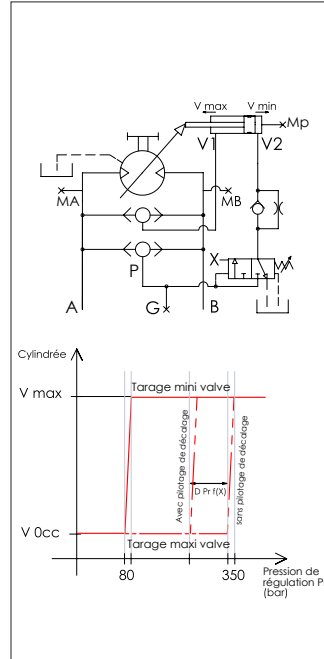 V max
V min
Mp
V1
V2
MA
MB
X
P
A
G
B
Cylindrée
V max
Tarage mini valve
Avec pilotage de décalage
D Pr f(X)
sans pilotage de décalage
V 0cc
Tarage maxi valve
80
350
Pression de
régulation P
(bar)